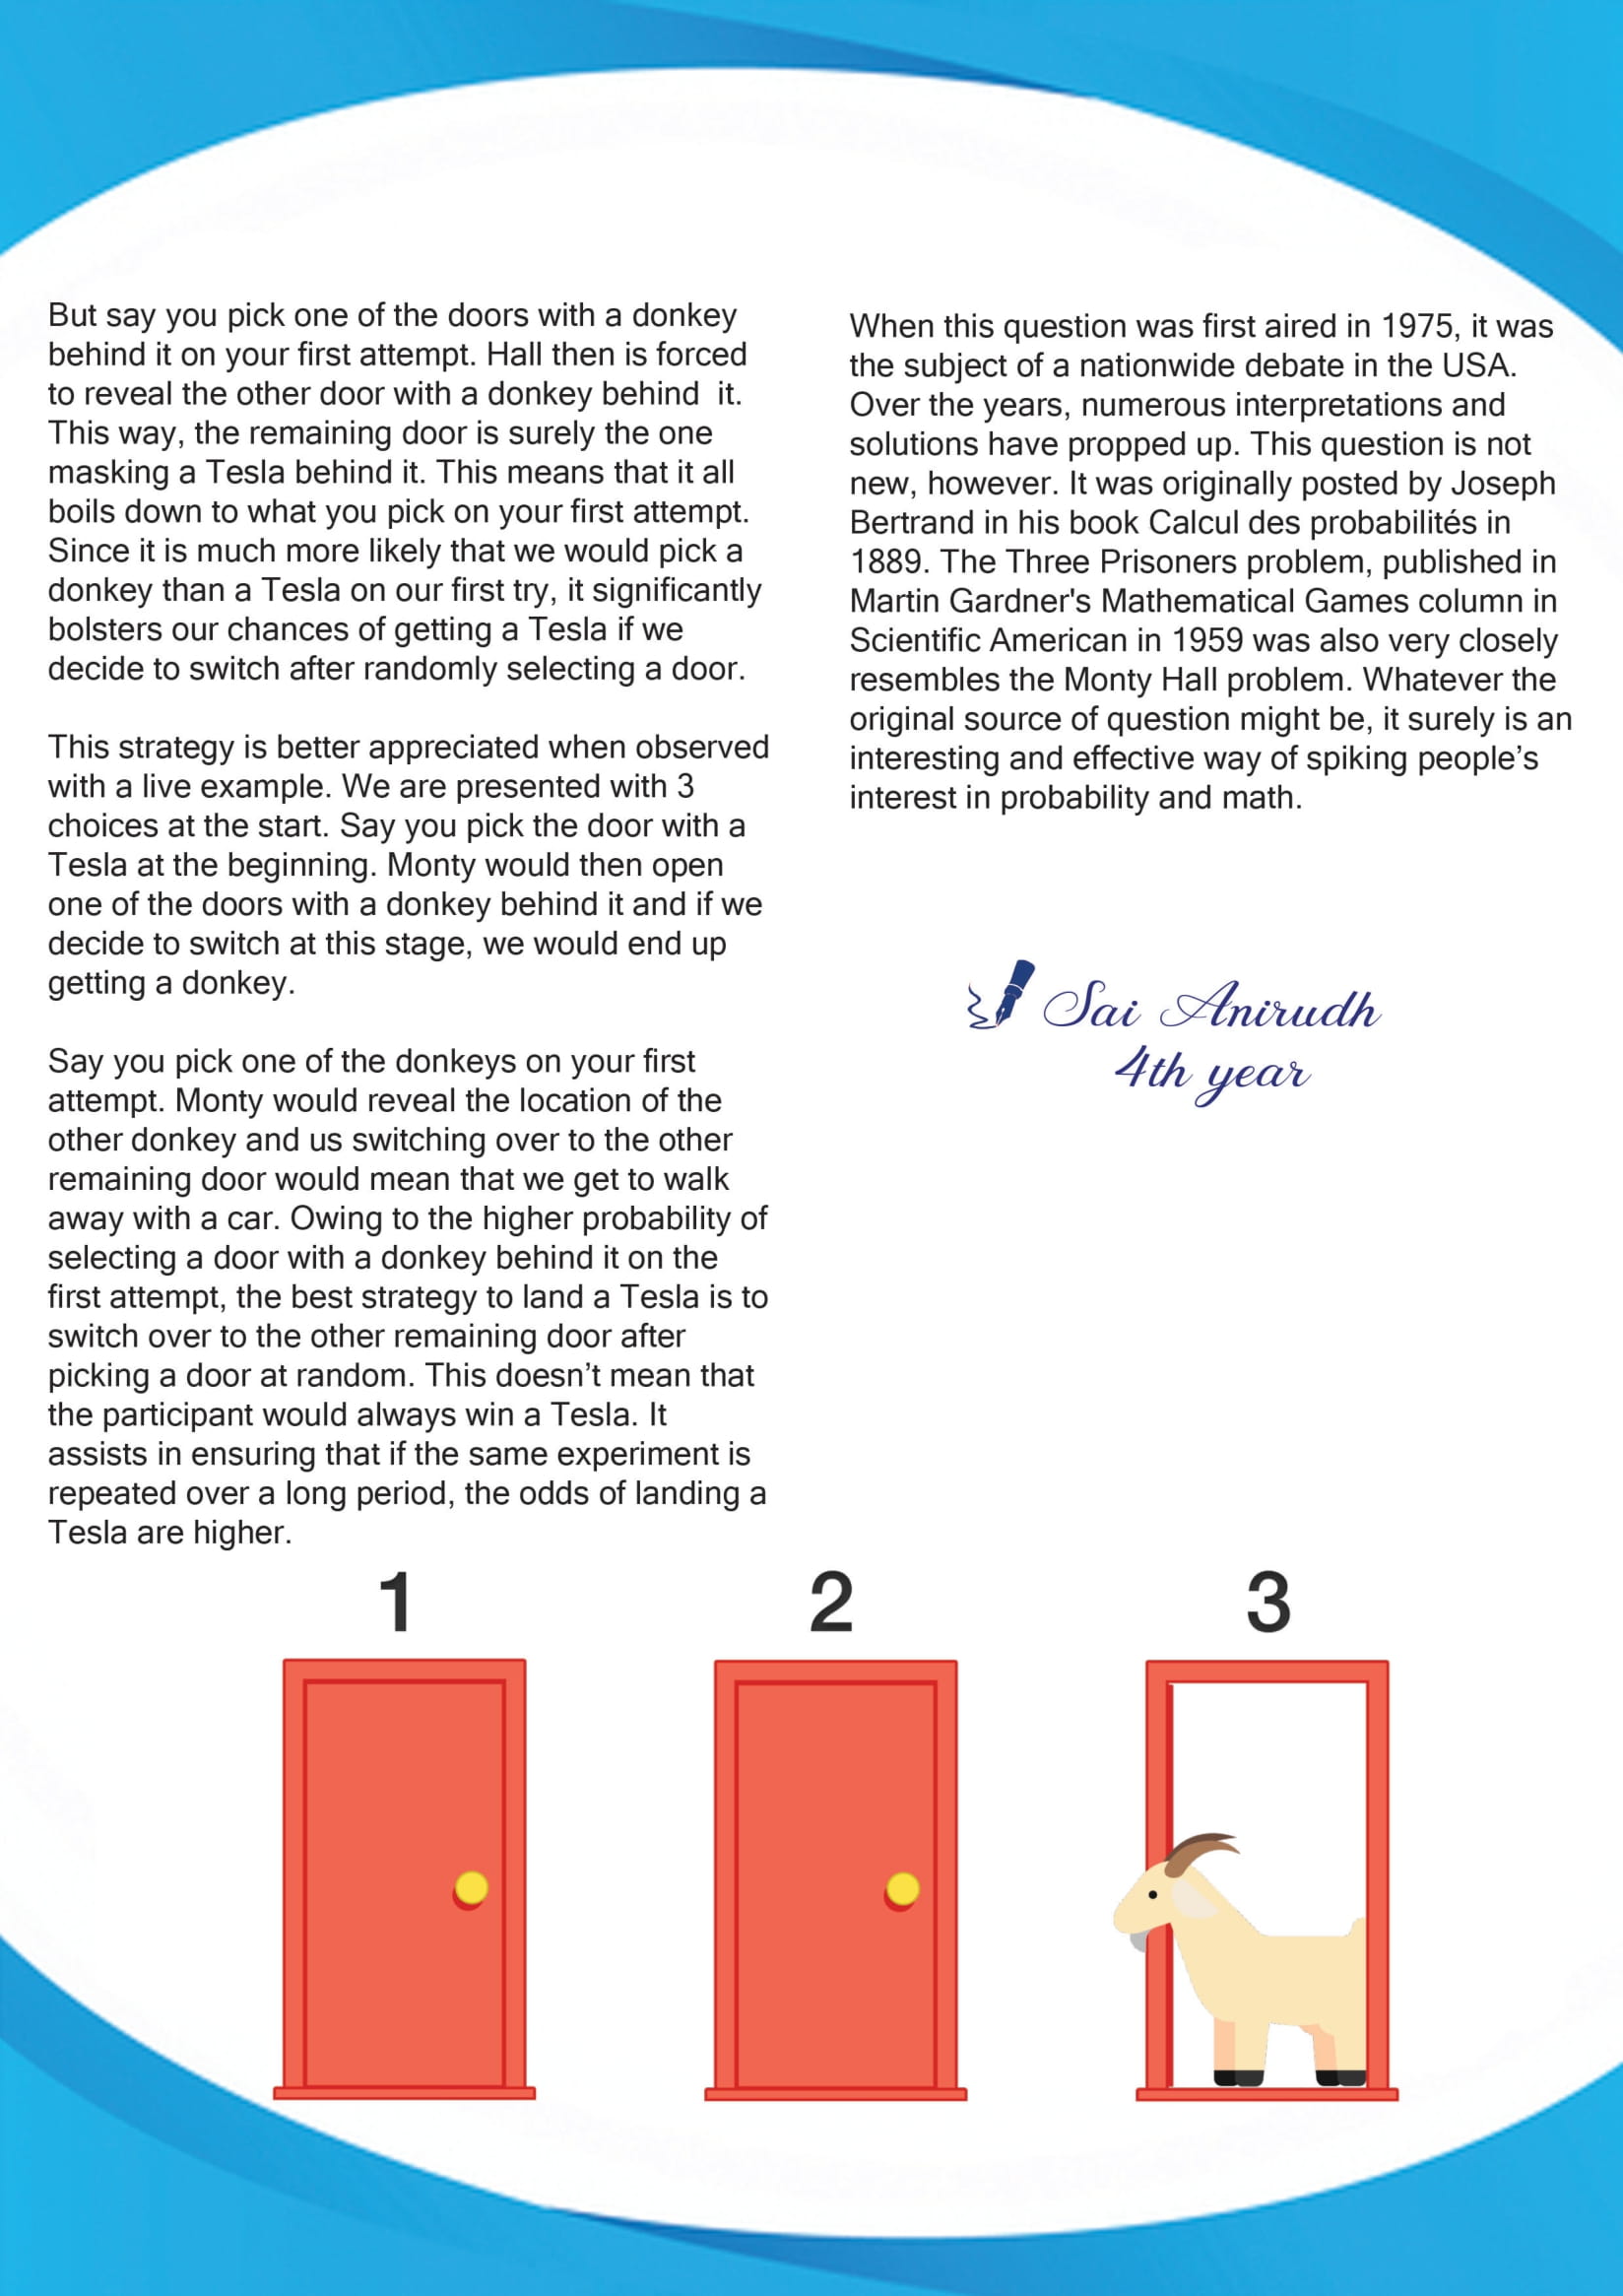 But say you pick one of the doors with a donkey
behind it on your first attempt. Hall then is forced
to reveal the other door with a donkey behind  it.
This way, the remaining door is surely the one
masking a Tesla behind it. This means that it all
boils down to what you pick on your first attempt.
Since it is much more likely that we would pick a
donkey than a Tesla on our first try, it significantly
bolsters our chances of getting a Tesla if we
decide to switch after randomly selecting a door.
This strategy is better appreciated when observed
with a live example. We are presented with 3
choices at the start. Say you pick the door with a
Tesla at the beginning. Monty would then open
one of the doors with a donkey behind it and if we
decide to switch at this stage, we would end up
getting a donkey.
Say you pick one of the donkeys on your first
attempt. Monty would reveal the location of the
other donkey and us switching over to the other
remaining door would mean that we get to walk
away with a car. Owing to the higher probability of
selecting a door with a donkey behind it on the
first attempt, the best strategy to land a Tesla is to
switch over to the other remaining door after
picking a door at random. This doesn’t mean that
the participant would always win a Tesla. It
assists in ensuring that if the same experiment is
repeated over a long period, the odds of landing a
Tesla are higher.
When this question was first aired in 1975, it was
the subject of a nationwide debate in the USA.
Over the years, numerous interpretations and
solutions have propped up. This question is not
new, however. It was originally posted by Joseph
Bertrand in his book Calcul des probabilités in
1889. The Three Prisoners problem, published in
Martin Gardner's Mathematical Games column in
Scientific American in 1959 was also very closely
resembles the Monty Hall problem. Whatever the
original source of question might be, it surely is an
interesting and effective way of spiking people’s
interest in probability and math.
Sai Anirudh
4th year
1 2 3